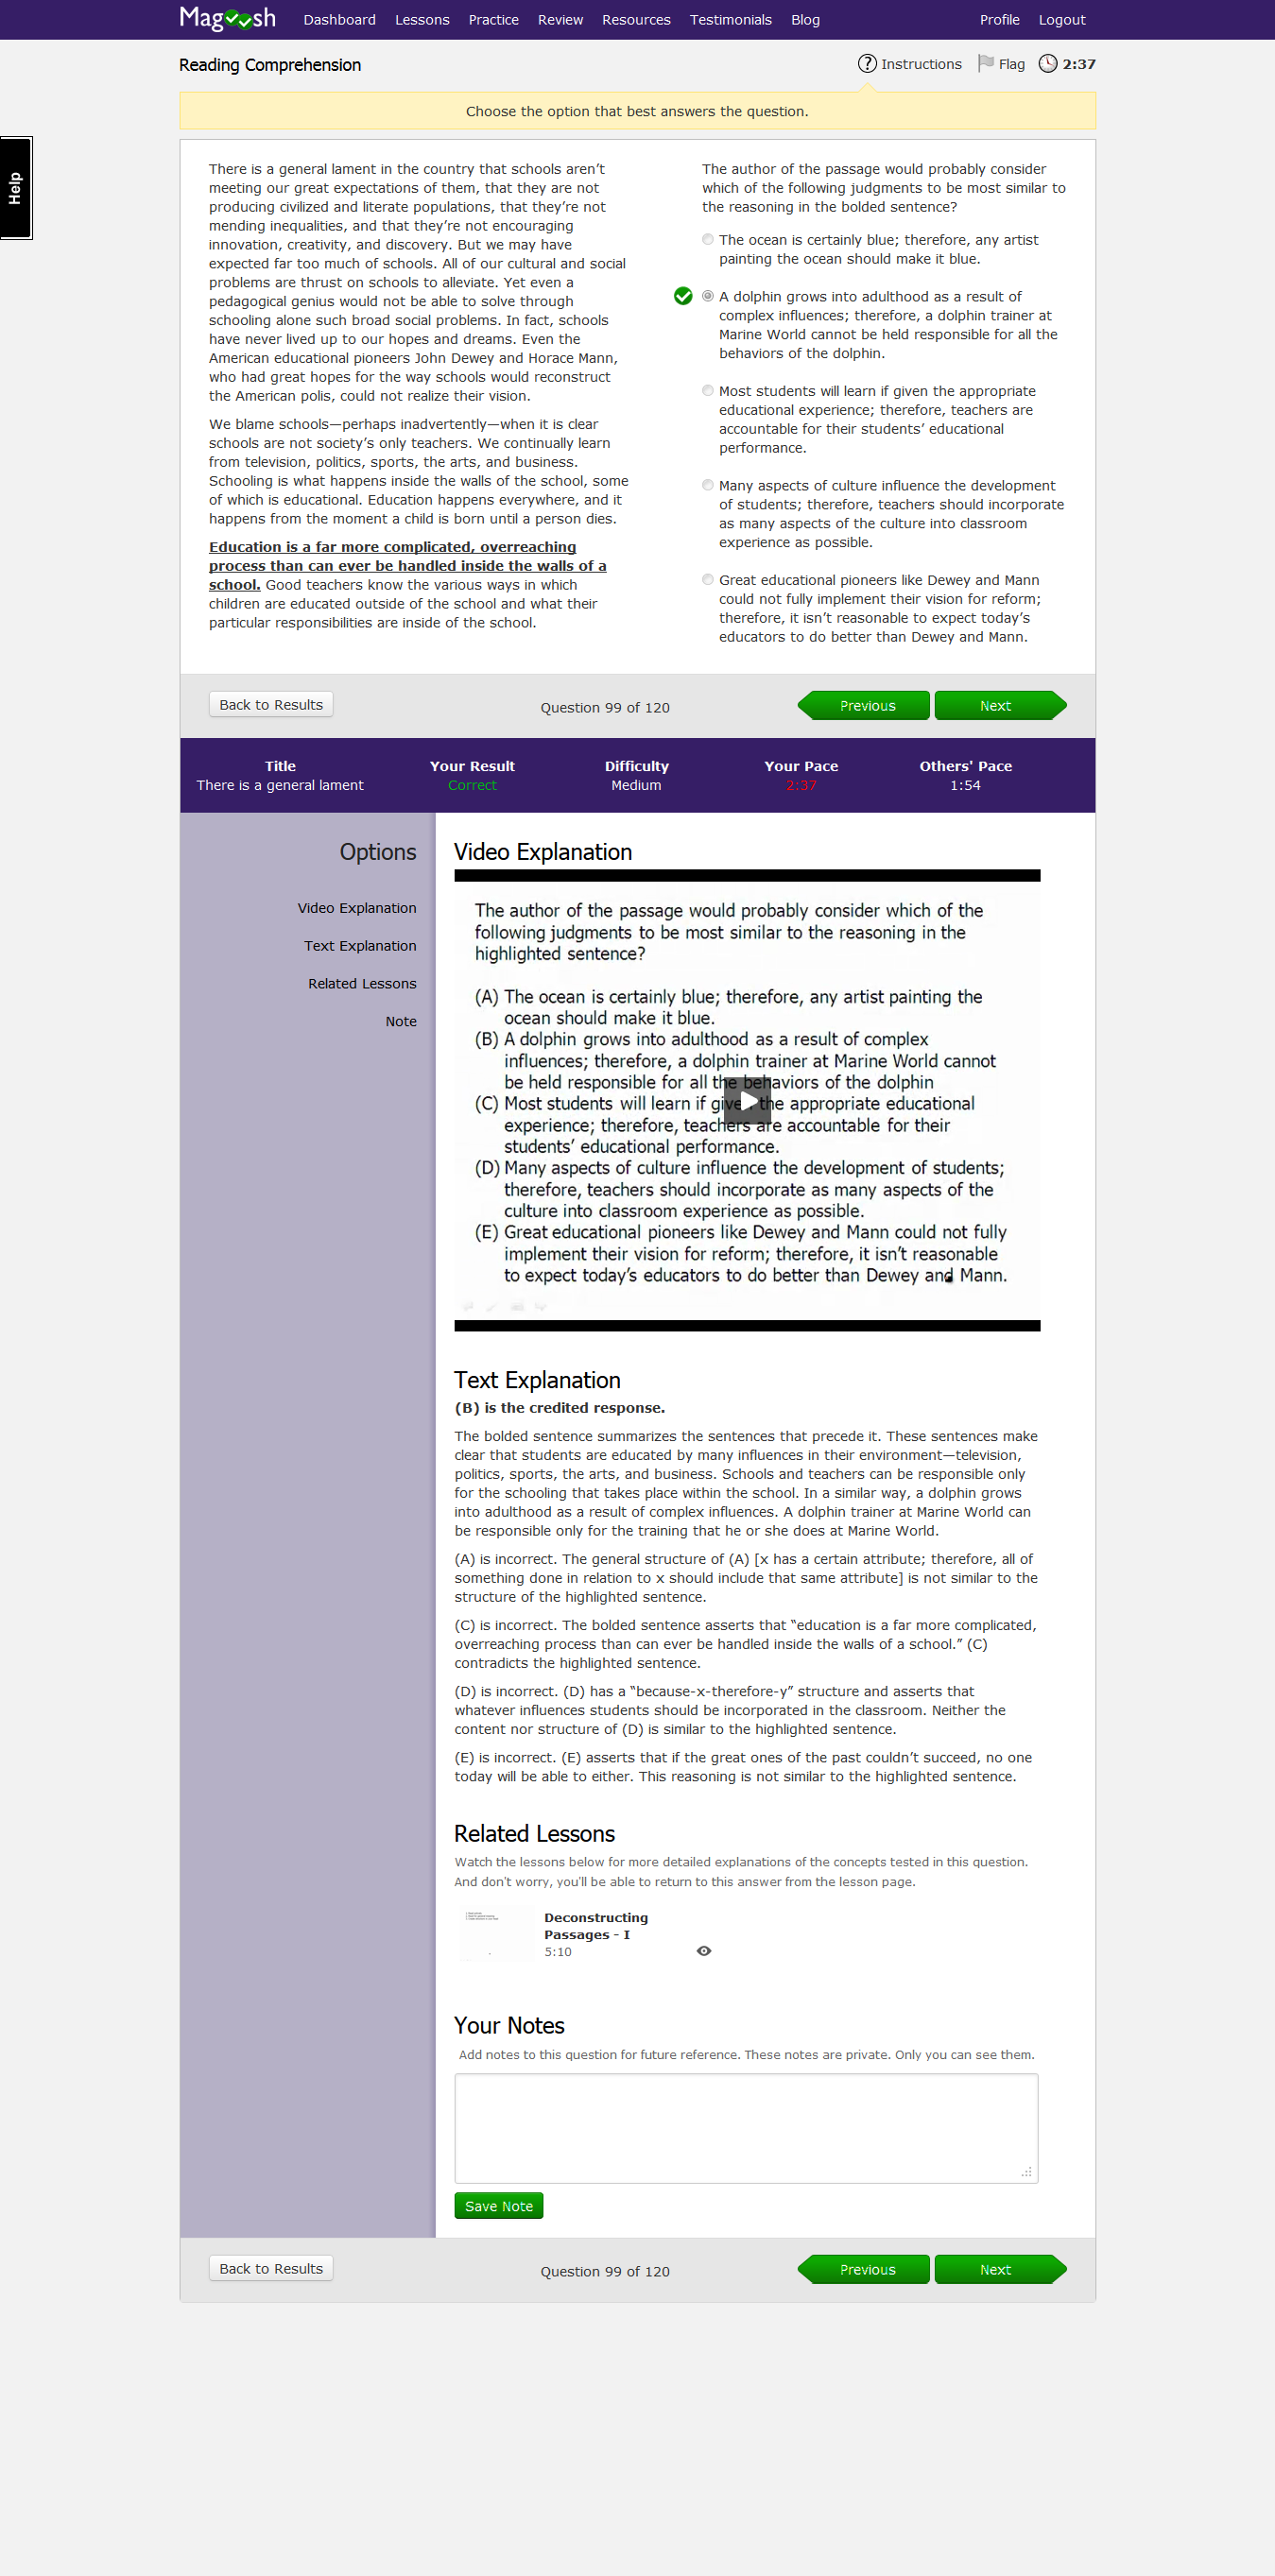 Magoosh
Dashboard Lessons Practice Review Resources Testimonials Blog Profile Logout
Reading Comprehension
? Instructions Flag 2:37
Choose the option that best answers the question.
Help
There is a general lament in the country that schools aren’t
meeting our great expectations of them, that they are not
producing civilized and literate populations, that they’re not
mending inequalities, and that they’re not encouraging
innovation, creativity, and discovery. But we may have
expected far too much of schools. All of our cultural and social
problems are thrust on schools to alleviate. Yet even a
pedagogical genius would not be able to solve through
schooling alone such broad social problems. In fact, schools
have never lived up to our hopes and dreams. Even the
American educational pioneers John Dewey and Horace Mann,
who had great hopes for the way schools would reconstruct
the American polis, could not realize their vision.
We blame schools—perhaps inadvertently—when it is clear
schools are not society’s only teachers. We continually learn
from television, politics, sports, the arts, and business.
Schooling is what happens inside the walls of the school, some
of which is educational. Education happens everywhere, and it
happens from the moment a child is born until a person dies.
Education is a far more complicated, overreaching
process than can ever be handled inside the walls of a
school. Good teachers know the various ways in which
children are educated outside of the school and what their
particular responsibilities are inside of the school.
The author of the passage would probably consider
which of the following judgments to be most similar to
the reasoning in the bolded sentence?
The ocean is certainly blue; therefore, any artist
painting the ocean should make it blue.
A dolphin grows into adulthood as a result of
complex influences; therefore, a dolphin trainer at
Marine World cannot be held responsible for all the
behaviors of the dolphin.
Most students will learn if given the appropriate
educational experience; therefore, teachers are
accountable for their students’ educational
performance.
Many aspects of culture influence the development
of students; therefore, teachers should incorporate
as many aspects of the culture into classroom
experience as possible.
Great educational pioneers like Dewey and Mann
could not fully implement their vision for reform;
therefore, it isn’t reasonable to expect today’s
educators to do better than Dewey and Mann.
Back to Results Question 99 of 120 Previous Next
Title Your Result Difficulty Your Pace Others' Pace
There is a general lament Correct Medium 2:37 1:54
Options
Video Explanation
Text Explanation
Related Lessons
Note
Video Explanation
The author of the passage would probably consider which of the
following judgments to be most similar to the reasoning in the
highlighted sentence?
(A) The ocean is certainly blue; therefore, any artist painting the
ocean should make it blue.
(B) A dolphin grows into adulthood as a result of complex
influences; therefore, a dolphin trainer at Marine World cannot
be held responsible for all the behaviors of the dolphin
(C) Most students will learn if given the appropriate educational
experience; therefore, teachers are accountable for their
students’ educational performance.
(D) Many aspects of culture influence the development of students;
therefore, teachers should incorporate as many aspects of the
culture into classroom experience as possible.
(E) Great educational pioneers like Dewey and Mann could not fully
implement their vision for reform; therefore, it isn’t reasonable
to expect today’s educators to do better than Dewey and Mann.
Text Explanation
(B) is the credited response.
The bolded sentence summarizes the sentences that precede it. These sentences make
clear that students are educated by many influences in their environment—television,
politics, sports, the arts, and business. Schools and teachers can be responsible only
for the schooling that takes place within the school. In a similar way, a dolphin grows
into adulthood as a result of complex influences. A dolphin trainer at Marine World can
be responsible only for the training that he or she does at Marine World.
(A) is incorrect. The general structure of (A) [x has a certain attribute; therefore, all of
something done in relation to x should include that same attribute] is not similar to the
structure of the highlighted sentence.
(C) is incorrect. The bolded sentence asserts that “education is a far more complicated,
overreaching process than can ever be handled inside the walls of a school.” (C)
contradicts the highlighted sentence.
(D) is incorrect. (D) has a “because-x-therefore-y” structure and asserts that
whatever influences students should be incorporated in the classroom. Neither the
content nor structure of (D) is similar to the highlighted sentence.
(E) is incorrect. (E) asserts that if the great ones of the past couldn’t succeed, no one
today will be able to either. This reasoning is not similar to the highlighted sentence.
Related Lessons
Watch the lessons below for more detailed explanations of the concepts tested in this question.
And don't worry, you'll be able to return to this answer from the lesson page.
Deconstructing
Passages - I
5:10
Your Notes
Add notes to this question for future reference. These notes are private. Only you can see them.
Save Note
Back to Results Question 99 of 120 Previous Next